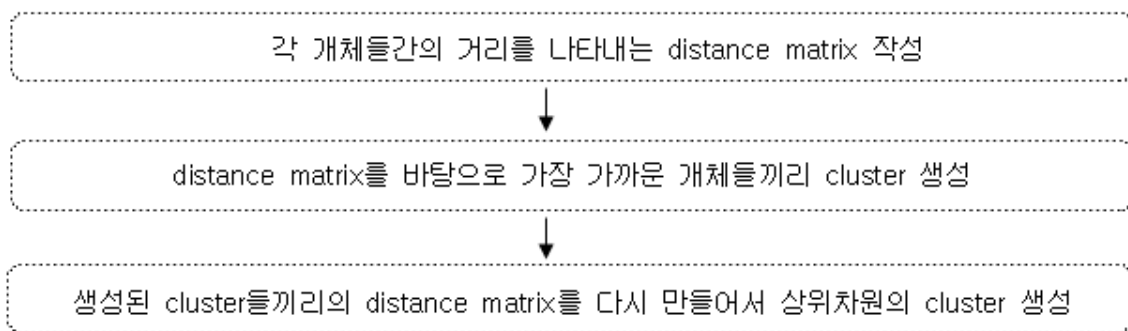 각 개체들간의 거리를 나타내는 distance matrix 작성
distance matrix를 바탕으로 가장 가까운 개체들끼리 cluster 생성
생성된 cluster들끼리의 distance matrix를 다시 만들어서 상위차원의 cluster 생성